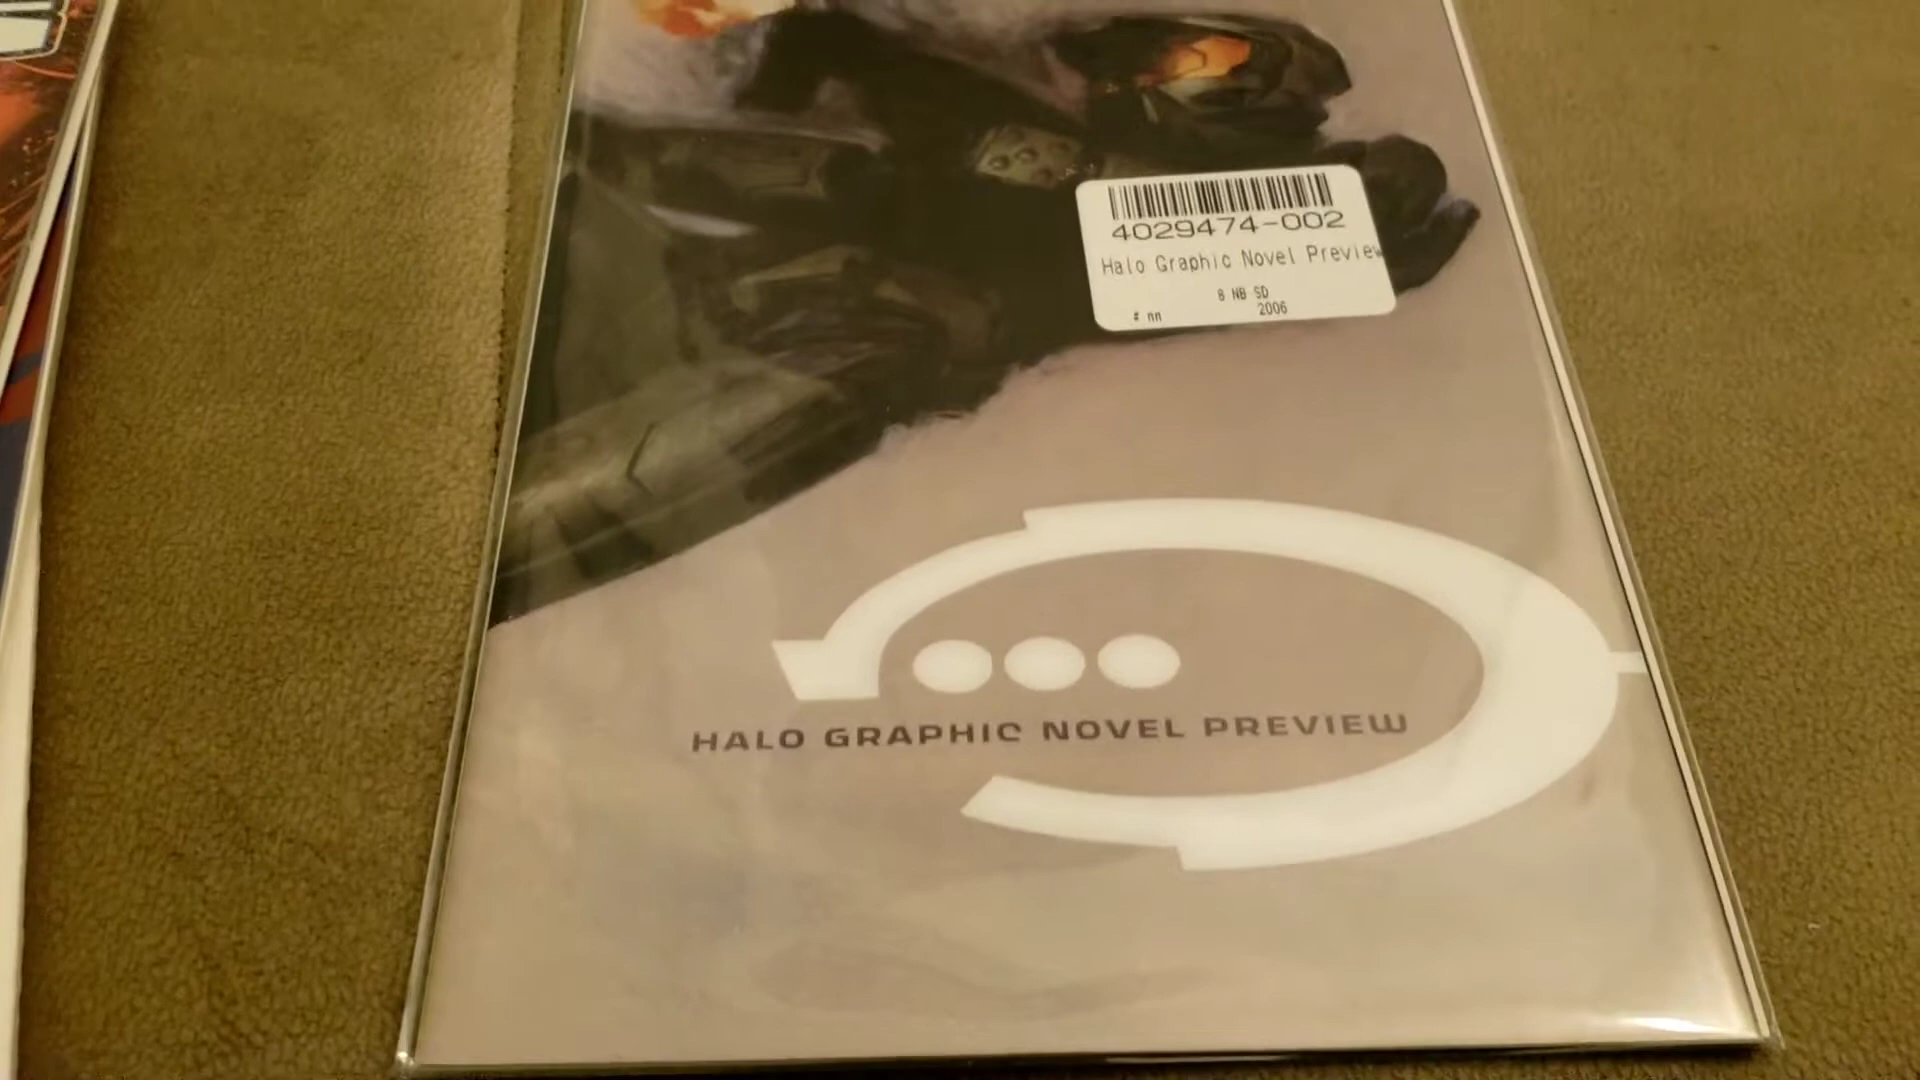 4029474-002
Halo Graphic Novel Preview
8 NB SD
# nn 2006
HALO GRAPHIC NOVEL PREVIEW